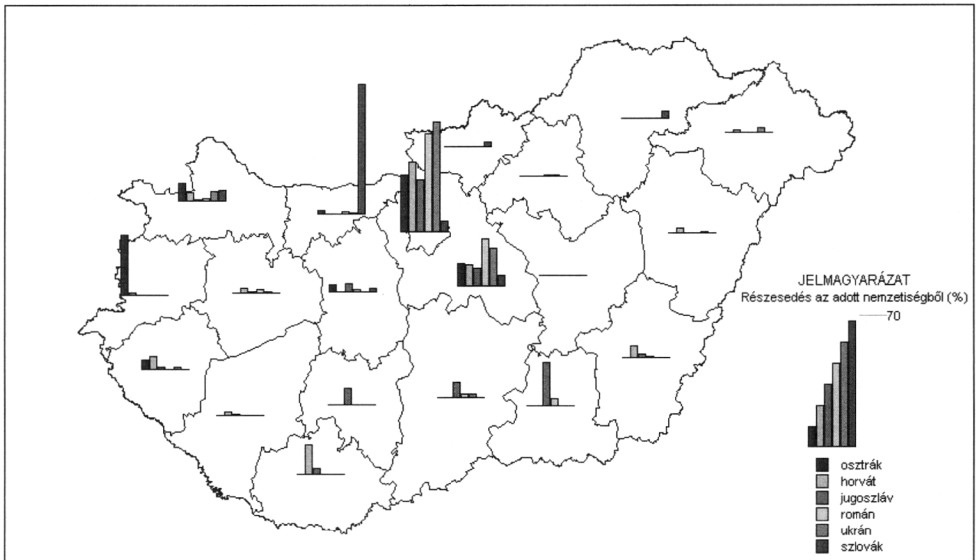 JELMAGYARÁZAT
Részesedés az adott nemzetiségből (%)
70
osztrák
horvát
jugoszláv
román
ukrán
szlovák